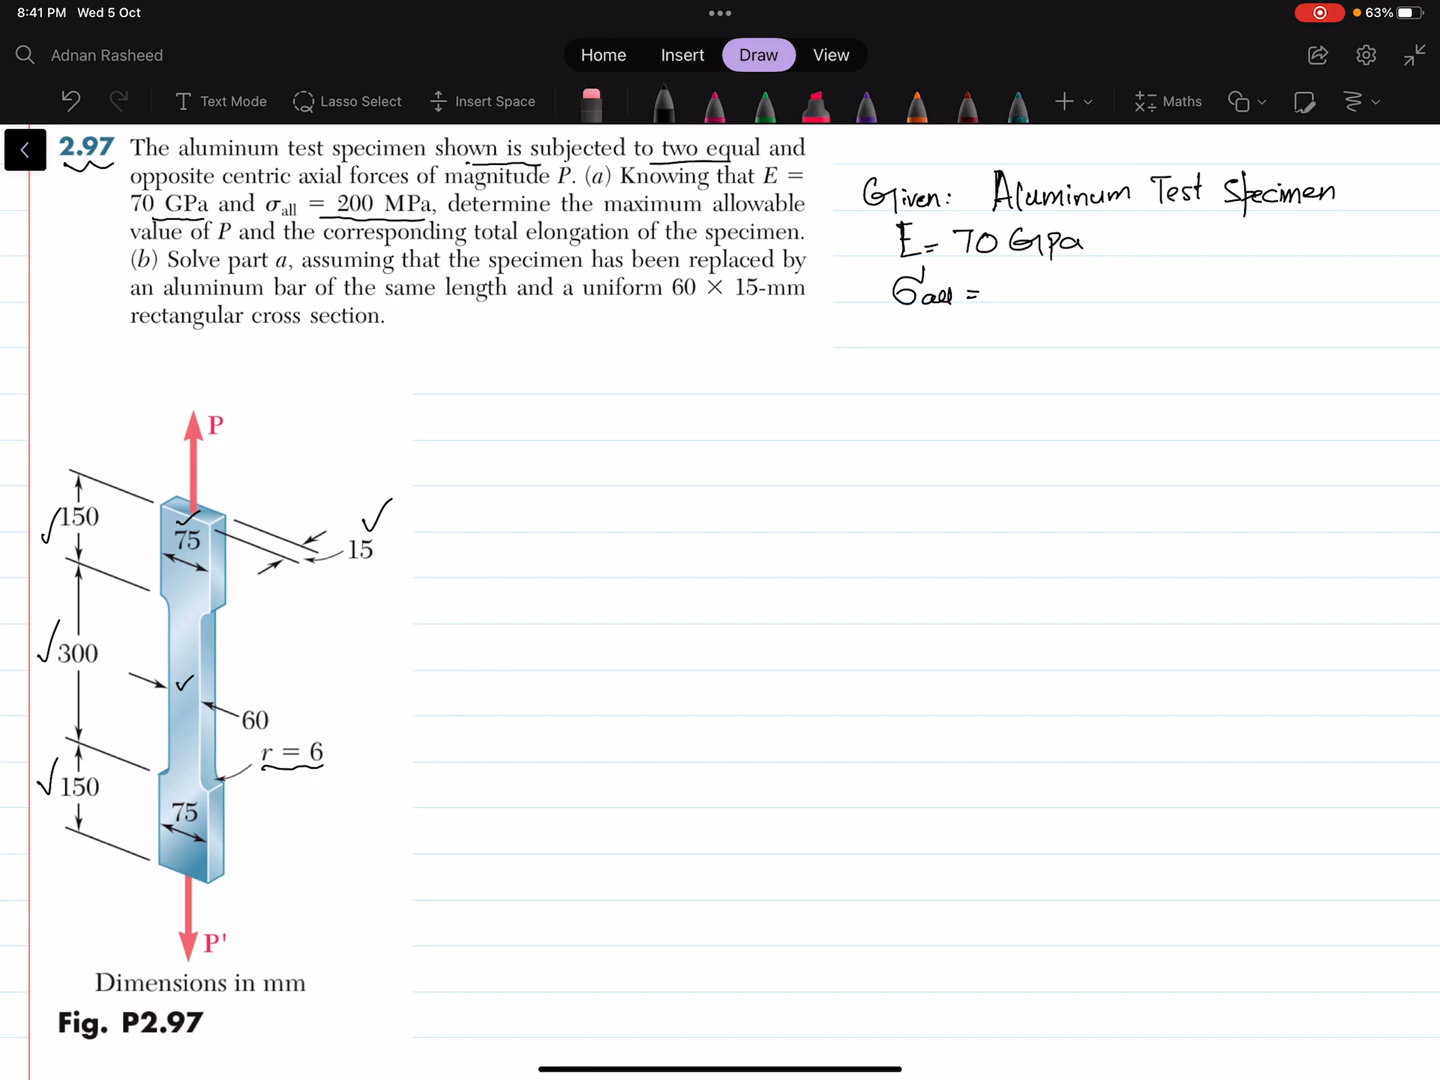 8:41 PM Wed 5 Oct
63%
Adnan Rasheed
Home Insert Draw View
Text Mode Lasso Select Insert Space Maths
2.97 The aluminum test specimen shown is subjected to two equal and
opposite centric axial forces of magnitude P. (a) Knowing that E =
70 GPa and σall = 200 MPa, determine the maximum allowable
value of P and the corresponding total elongation of the specimen.
(b) Solve part a, assuming that the specimen has been replaced by
an aluminum bar of the same length and a uniform 60 × 15-mm
rectangular cross section.
Given: Aluminum Test Specimen
E = 70 GPa
σall =
P
150
75
15
300
60
r = 6
150
75
P'
Dimensions in mm
Fig. P2.97